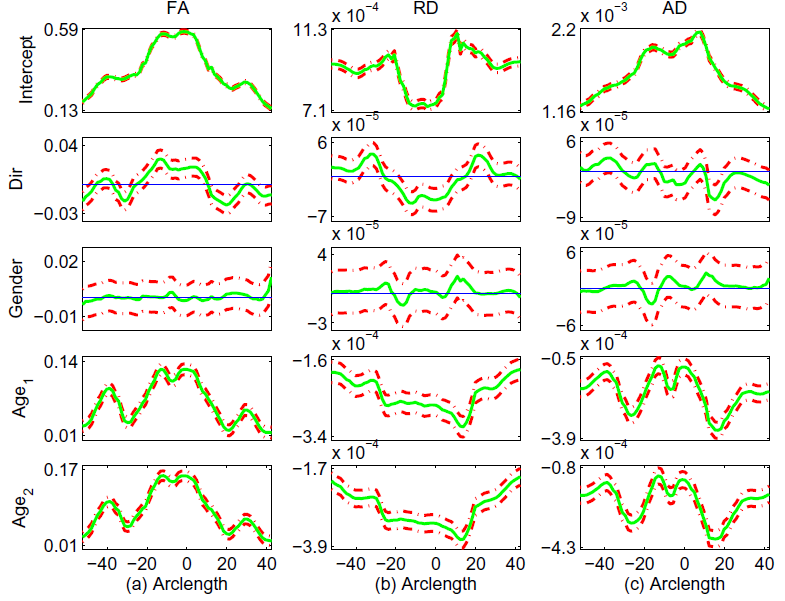 FA RD AD
x 10⁻⁴ x 10⁻³
Intercept 0.59 0.13 11.3 7.1 2.2 1.16
x 10⁻⁵ x 10⁻⁵
Dir 0.04 −0.03 6 −7 6 −9
x 10⁻⁵ x 10⁻⁵
Gender 0.02 −0.01 4 −3 6 −6
x 10⁻⁴ x 10⁻⁴
Age₁ 0.14 0.01 −1.6 −3.4 −0.5 −3.9
x 10⁻⁴ x 10⁻⁴
Age₂ 0.17 0.01 −1.7 −3.9 −0.8 −4.3
−40 −20 0 20 40 −40 −20 0 20 40 −40 −20 0 20 40
(a) Arclength (b) Arclength (c) Arclength